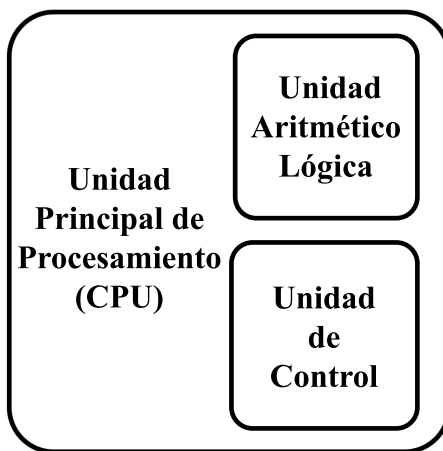 Unidad
Principal de
Procesamiento
(CPU)
Unidad
Aritmético
Lógica
Unidad
de
Control